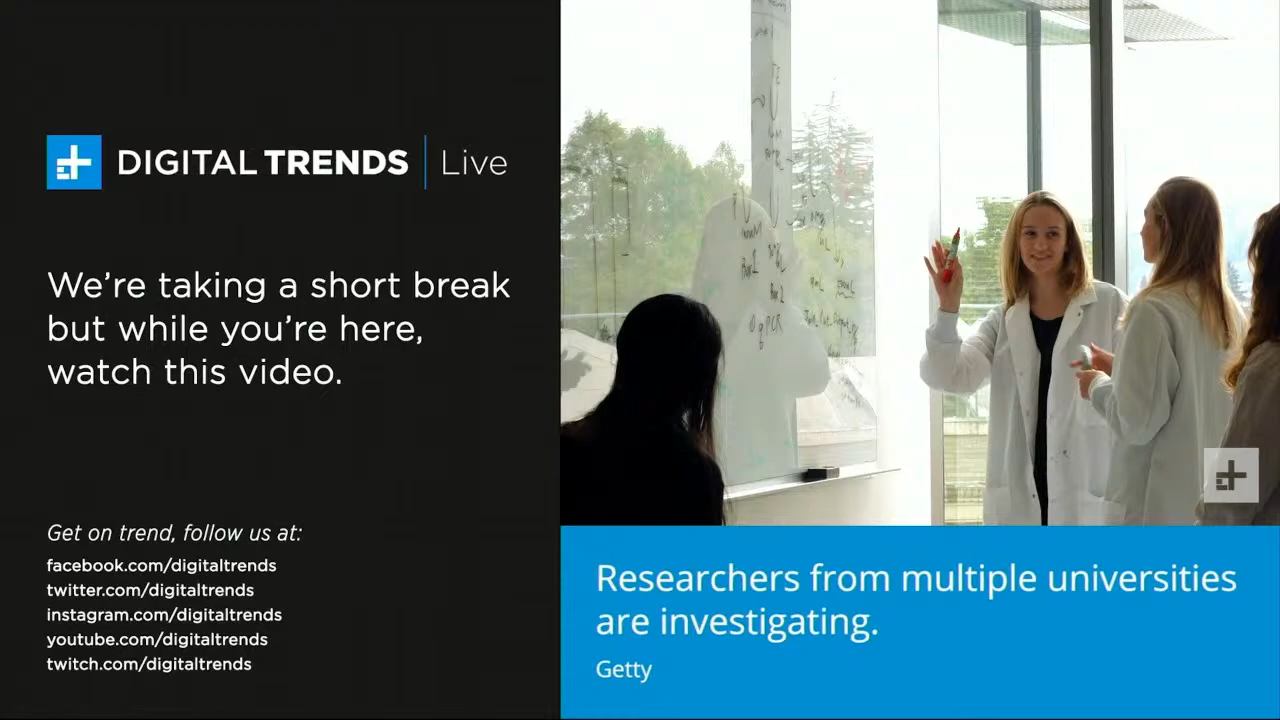 DIGITAL TRENDS Live
We're taking a short break
but while you're here,
watch this video.
Get on trend, follow us at:
facebook.com/digitaltrends
twitter.com/digitaltrends
instagram.com/digitaltrends
youtube.com/digitaltrends
twitch.com/digitaltrends
qPCR
Researchers from multiple universities
are investigating.
Getty